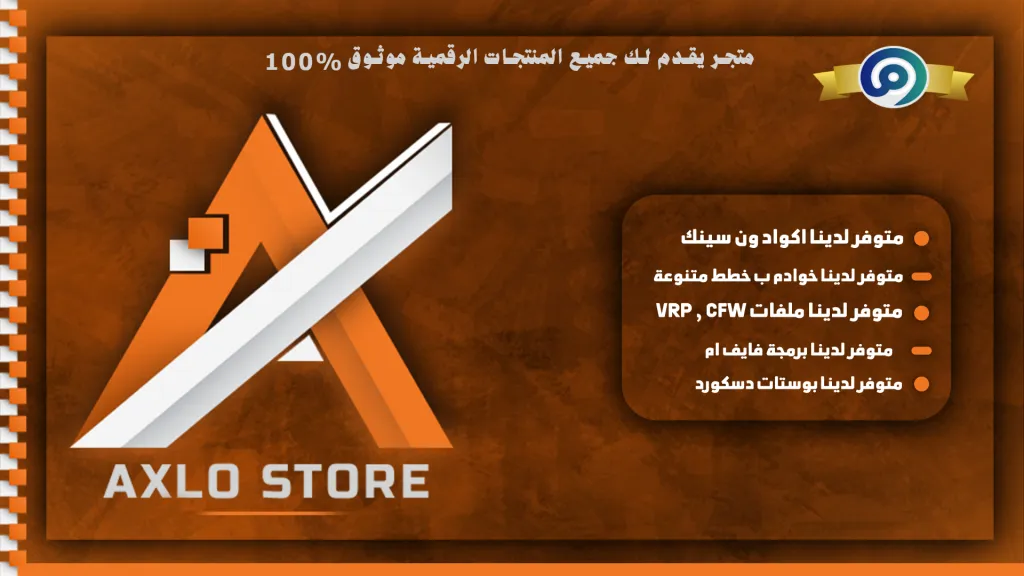 متجر يقدم لك جميع المنتجات الرقمية موثوق %100
متوفر لدينا اكواد ون سينك
متوفر لدينا خوادم ب خطط متنوعة
متوفر لدينا ملفات VRP , CFW
متوفر لدينا برمجة فايف ام
متوفر لدينا بوستات دسكورد
AXLO STORE